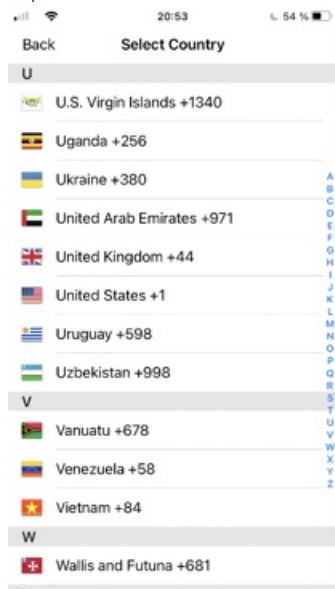 20:53
54 %
Back
Select Country
U
U.S. Virgin Islands +1340
Uganda +256
Ukraine +380
United Arab Emirates +971
United Kingdom +44
United States +1
Uruguay +598
Uzbekistan +998
V
Vanuatu +678
Venezuela +58
Vietnam +84
W
Wallis and Futuna +681
A
B
C
D
E
F
G
H
I
J
K
L
M
N
O
P
Q
R
S
T
U
V
W
X
Y
Z